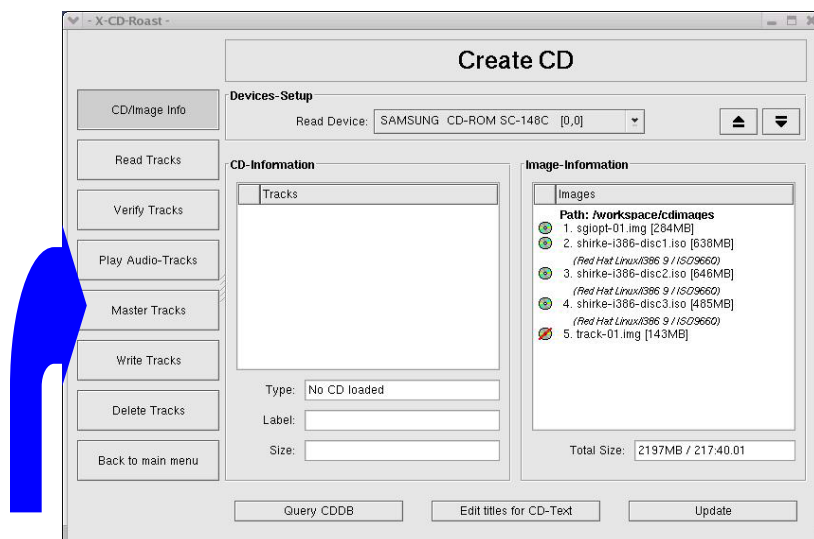 - X-CD-Roast -
Create CD
CD/Image Info
Read Tracks
Verify Tracks
Play Audio-Tracks
Master Tracks
Write Tracks
Delete Tracks
Back to main menu
Devices-Setup
Read Device: SAMSUNG CD-ROM SC-148C [0,0]
CD-Information
Tracks
Type: No CD loaded
Label:
Size:
Image-Information
Images
Path: /workspace/cdimages
1. sgiopt-01.img [284MB]
2. shirke-i386-disc1.iso [638MB]
(Red Hat Linux/i386 9 / ISO9660)
3. shirke-i386-disc2.iso [646MB]
(Red Hat Linux/i386 9 / ISO9660)
4. shirke-i386-disc3.iso [485MB]
(Red Hat Linux/i386 9 / ISO9660)
5. track-01.img [143MB]
Total Size: 2197MB / 217:40.01
Query CDDB
Edit titles for CD-Text
Update